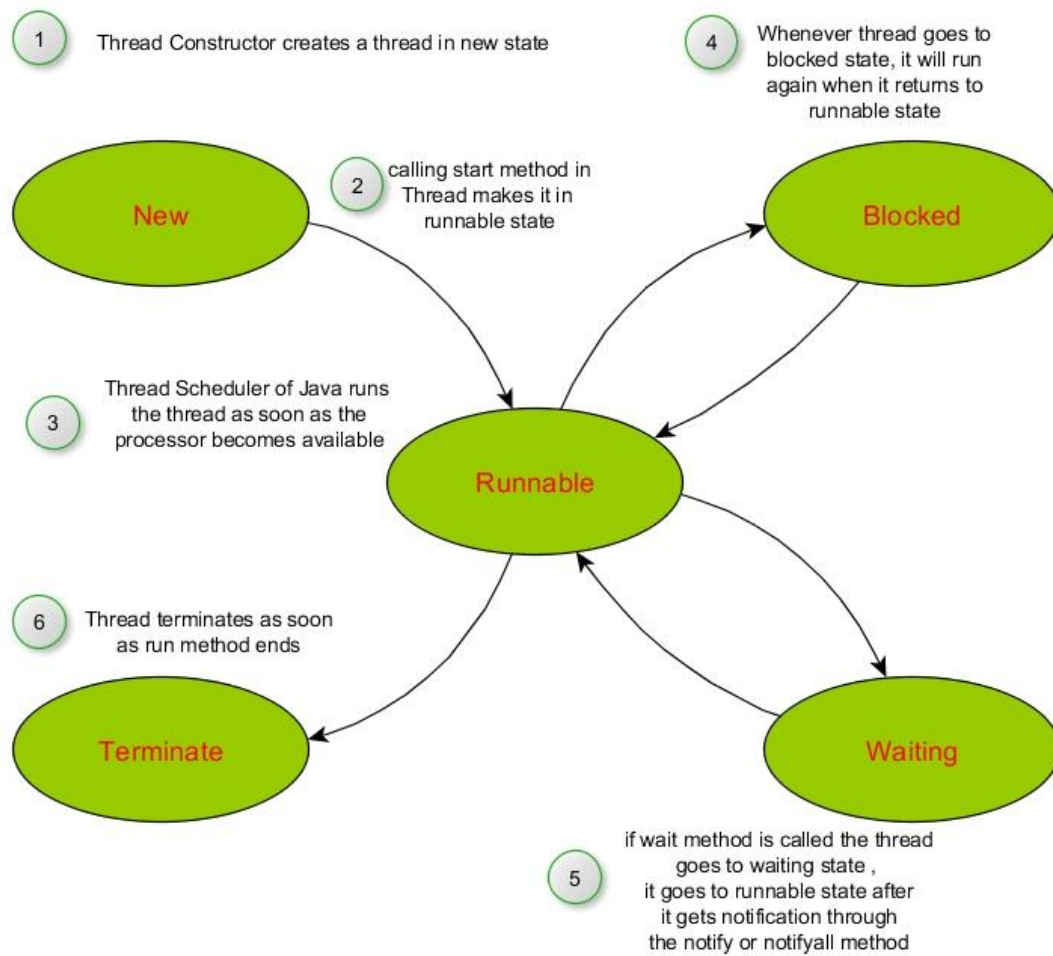 1
Thread Constructor creates a thread in new state
4
Whenever thread goes to
blocked state, it will run
again when it returns to
runnable state
New
2
calling start method in
Thread makes it in
runnable state
Blocked
3
Thread Scheduler of Java runs
the thread as soon as the
processor becomes available
Runnable
6
Thread terminates as soon
as run method ends
Terminate
Waiting
5
if wait method is called the thread
goes to waiting state ,
it goes to runnable state after
it gets notification through
the notify or notifyall method